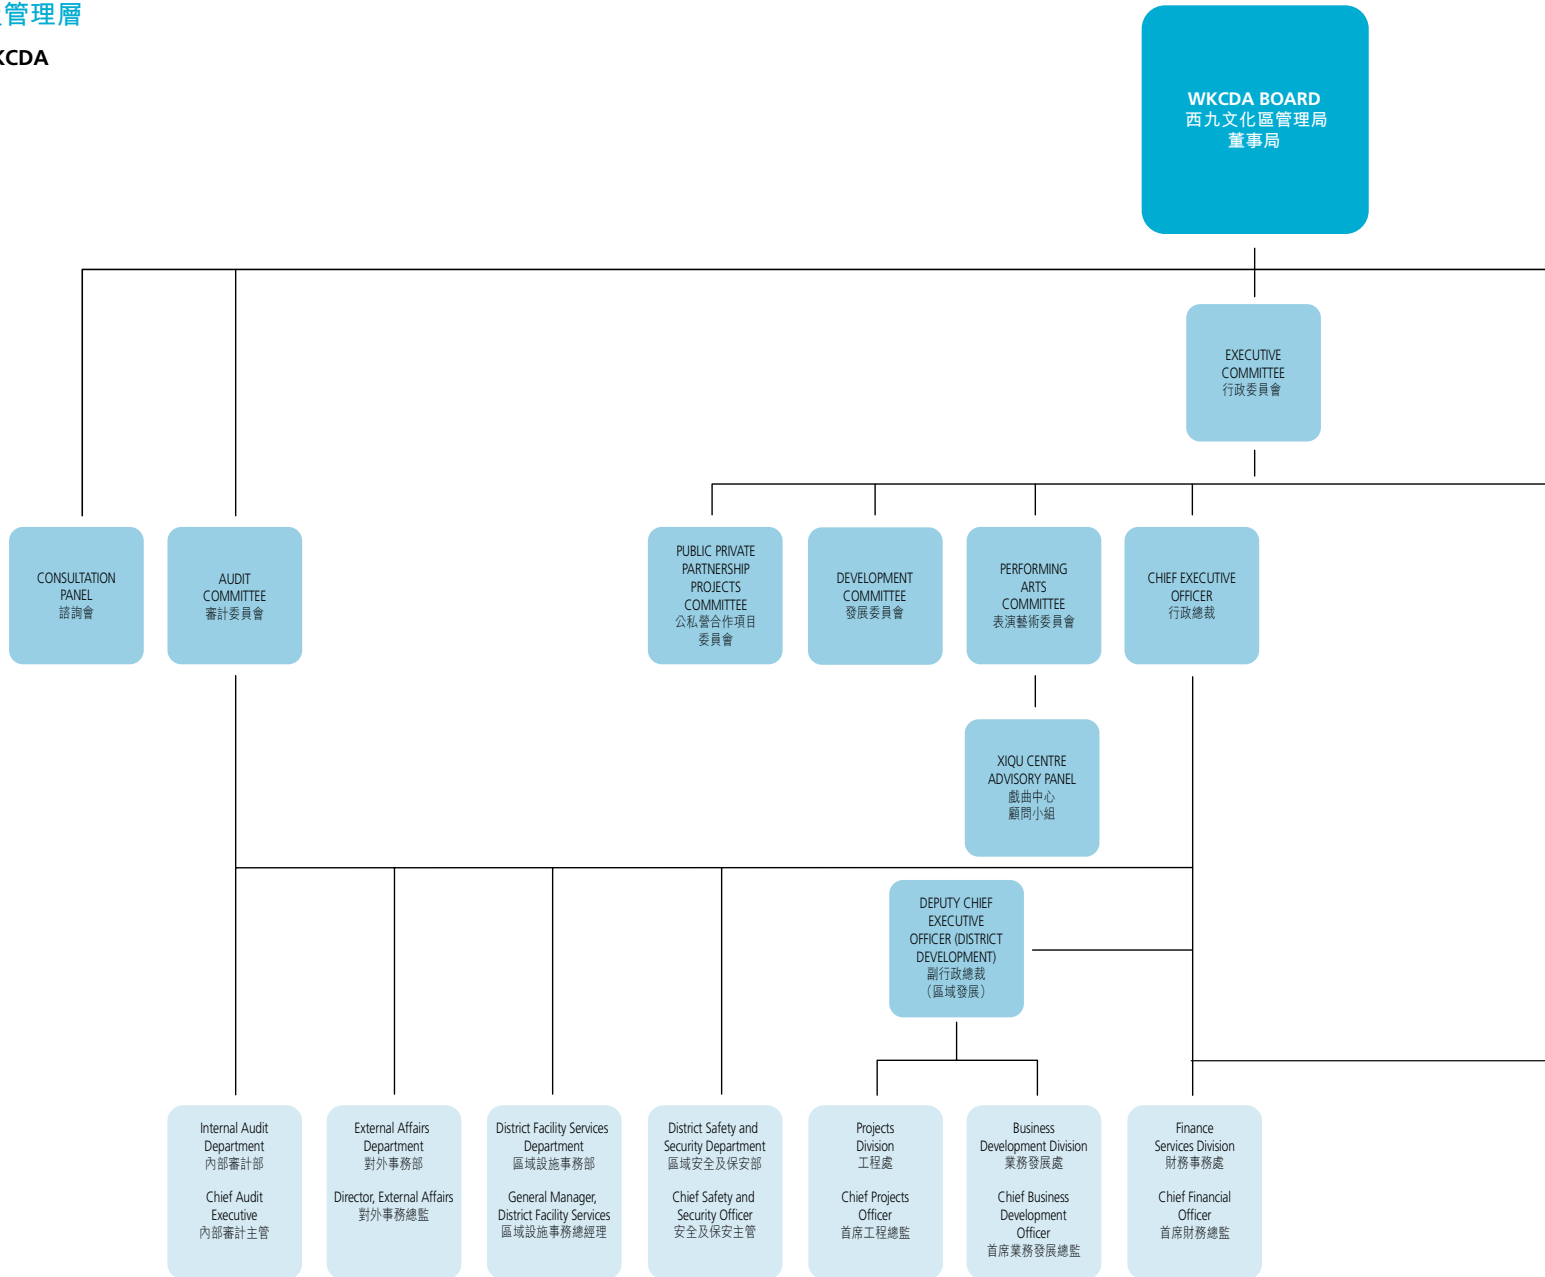 管理層
KCDA
WKCDA BOARD
西九文化區管理局
董事局
EXECUTIVE
COMMITTEE
行政委員會
CONSULTATION
PANEL
諮詢會
AUDIT
COMMITTEE
審計委員會
PUBLIC PRIVATE
PARTNERSHIP
PROJECTS
COMMITTEE
公私營合作項目
委員會
DEVELOPMENT
COMMITTEE
發展委員會
PERFORMING
ARTS
COMMITTEE
表演藝術委員會
CHIEF EXECUTIVE
OFFICER
行政總裁
XIQU CENTRE
ADVISORY PANEL
戲曲中心
顧問小組
DEPUTY CHIEF
EXECUTIVE
OFFICER (DISTRICT
DEVELOPMENT)
副行政總裁
（區域發展）
Internal Audit
Department
內部審計部
Chief Audit
Executive
內部審計主管
External Affairs
Department
對外事務部
Director, External Affairs
對外事務總監
District Facility Services
Department
區域設施事務部
General Manager,
District Facility Services
區域設施事務總經理
District Safety and
Security Department
區域安全及保安部
Chief Safety and
Security Officer
安全及保安主管
Projects
Division
工程處
Chief Projects
Officer
首席工程總監
Business
Development Division
業務發展處
Chief Business
Development
Officer
首席業務發展總監
Finance
Services Division
財務事務處
Chief Financial
Officer
首席財務總監